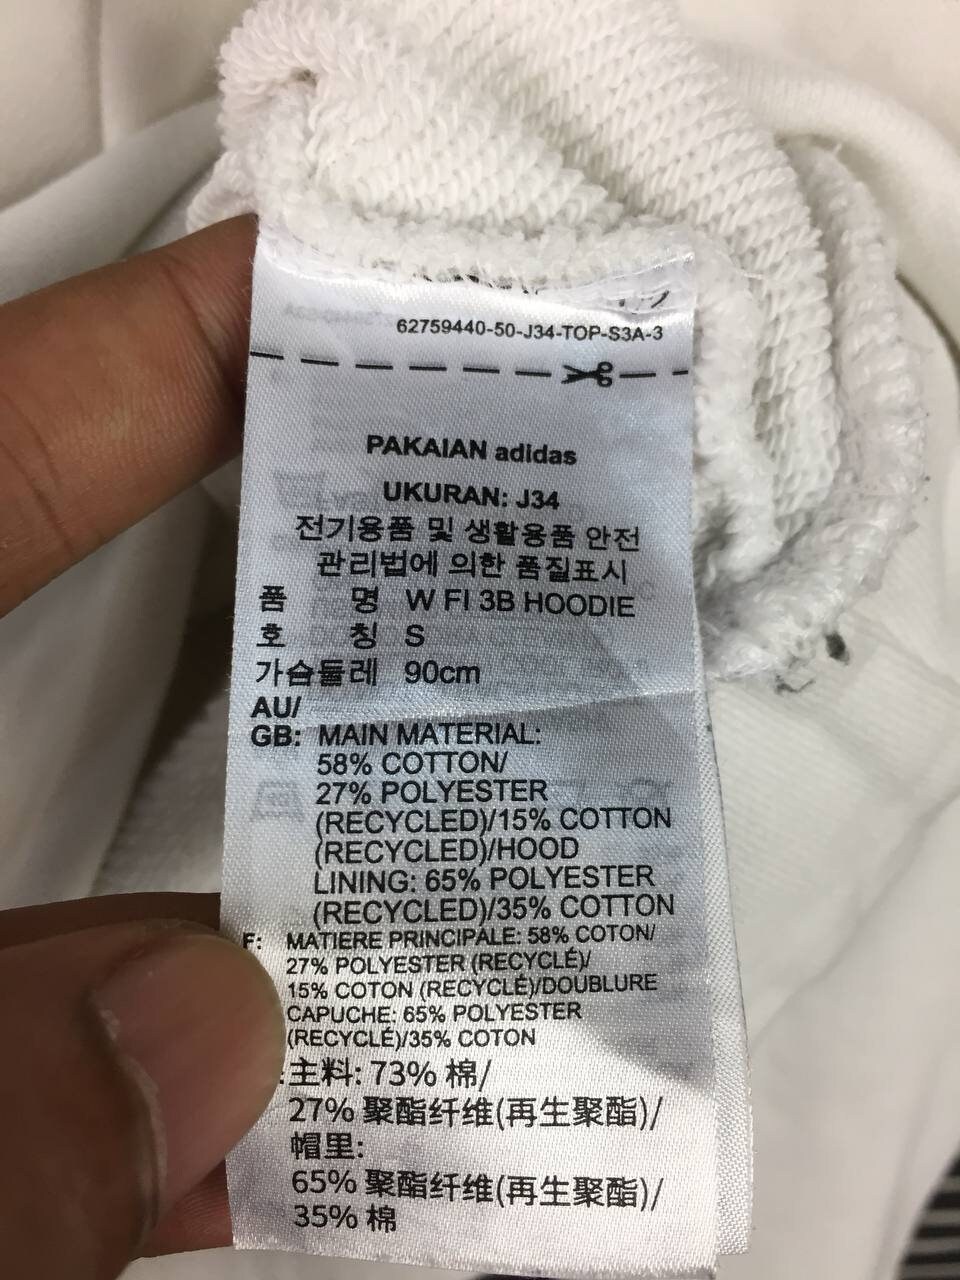 62759440-50-J34-TOP-S3A-3
PAKAIAN adidas
UKURAN: J34
전기용품 및 생활용품 안전
관리법에 의한 품질표시
품 명 W FI 3B HOODIE
호 칭 S
가슴둘레 90cm
AU/
GB: MAIN MATERIAL:
58% COTTON/
27% POLYESTER
(RECYCLED)/15% COTTON
(RECYCLED)/HOOD
LINING: 65% POLYESTER
(RECYCLED)/35% COTTON
F: MATIERE PRINCIPALE: 58% COTON/
27% POLYESTER (RECYCLÉ)/
15% COTON (RECYCLÉ)/DOUBLURE
CAPUCHE: 65% POLYESTER
(RECYCLÉ)/35% COTON
:主料: 73% 棉/
27% 聚酯纤维(再生聚酯)/
帽里:
65% 聚酯纤维(再生聚酯)/
35% 棉